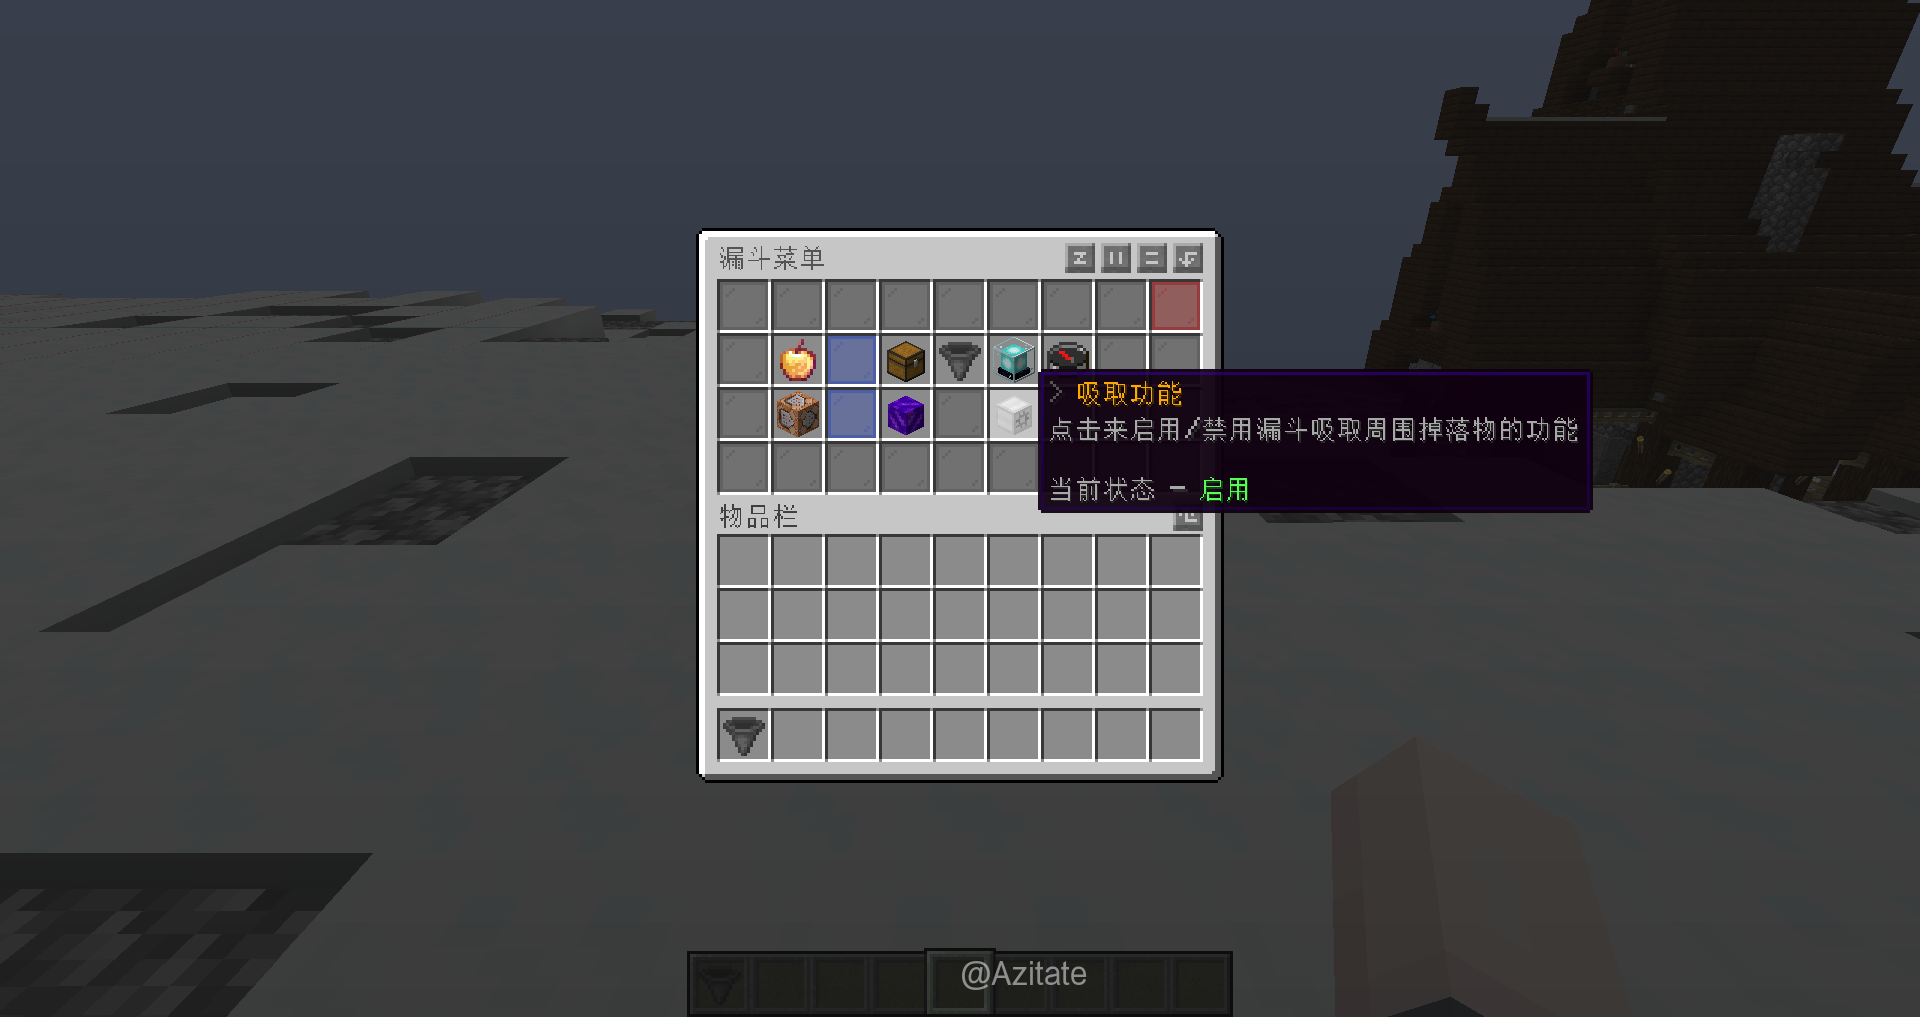 漏斗菜单
> 吸取功能
点击来启用/禁用漏斗吸取周围掉落物的功能
当前状态 - 启用
物品栏
@Azitate